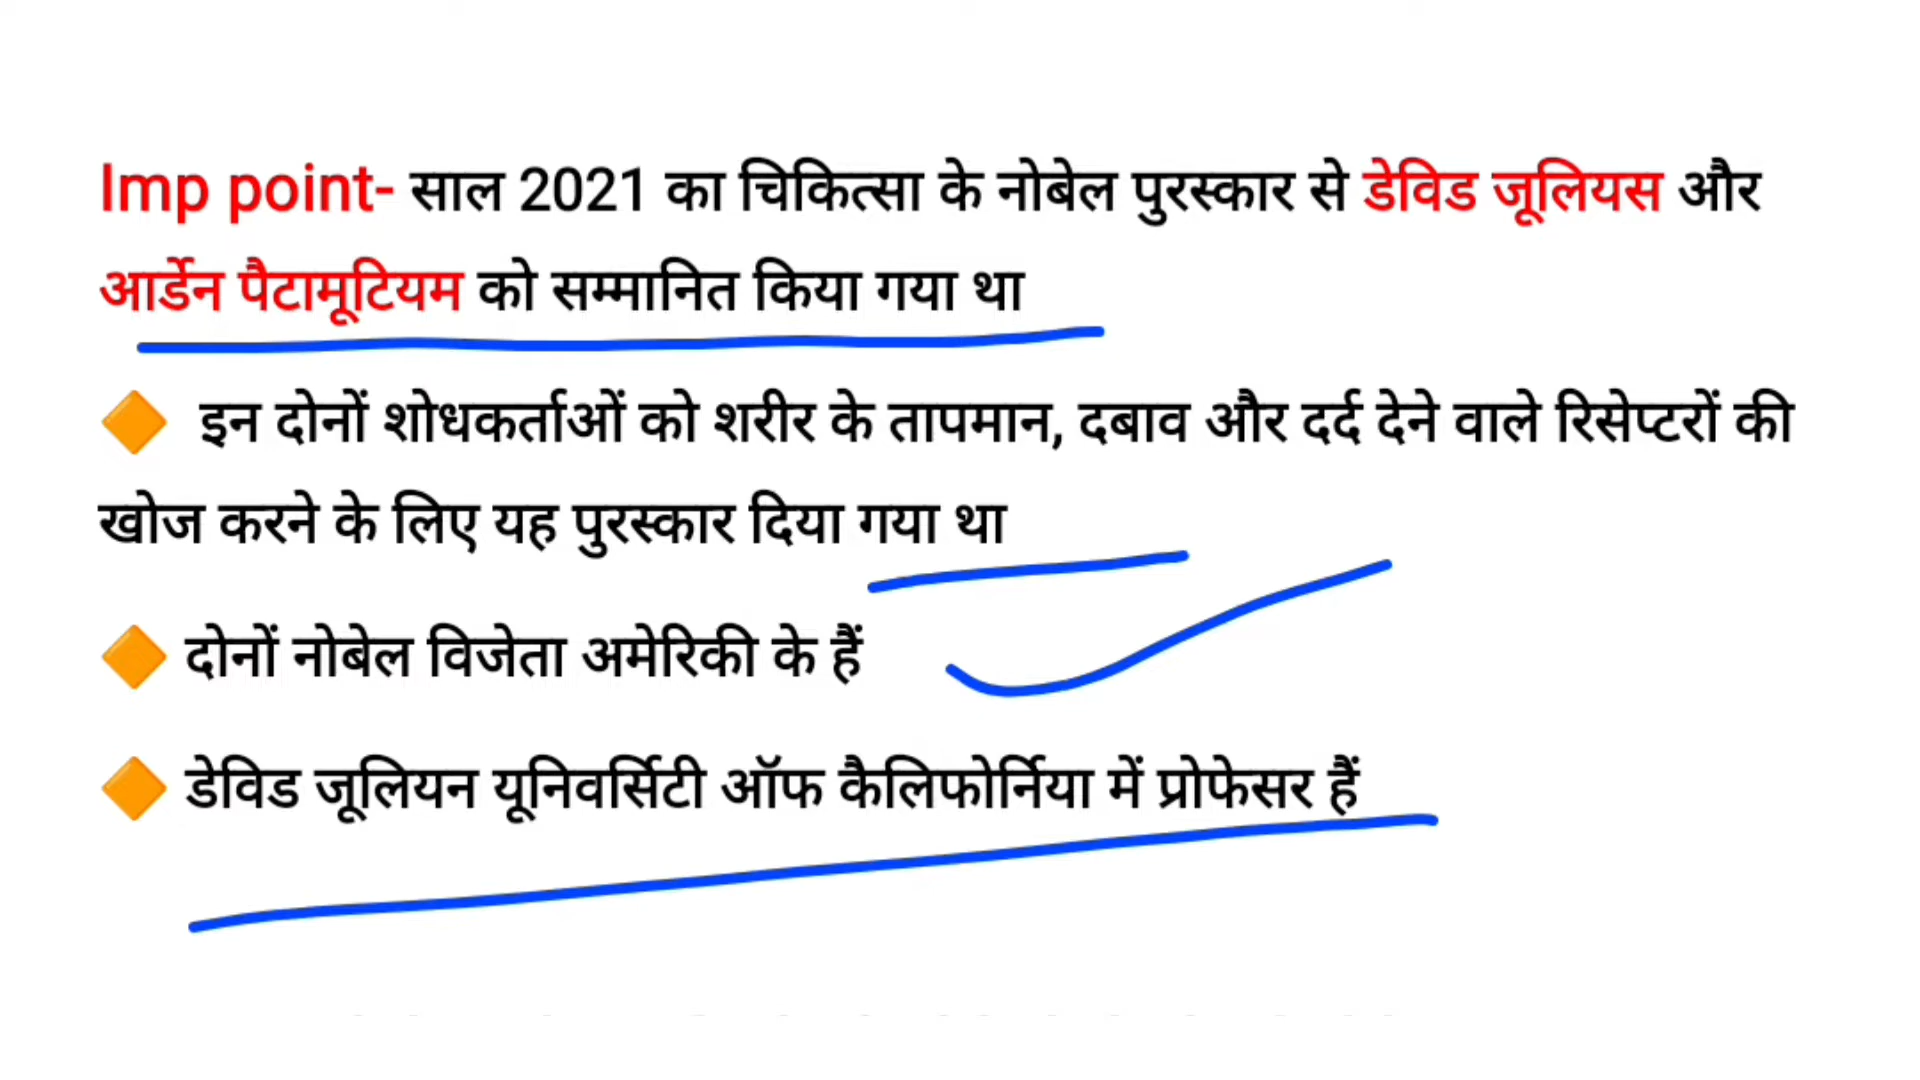 Imp point- साल 2021 का चिकित्सा के नोबेल पुरस्कार से डेविड जूलियस और
आर्डेन पैटामूटियम को सम्मानित किया गया था
🔶 इन दोनों शोधकर्ताओं को शरीर के तापमान, दबाव और दर्द देने वाले रिसेप्टरों की
खोज करने के लिए यह पुरस्कार दिया गया था
🔶 दोनों नोबेल विजेता अमेरिकी के हैं
🔶 डेविड जूलियन यूनिवर्सिटी ऑफ कैलिफोर्निया में प्रोफेसर हैं